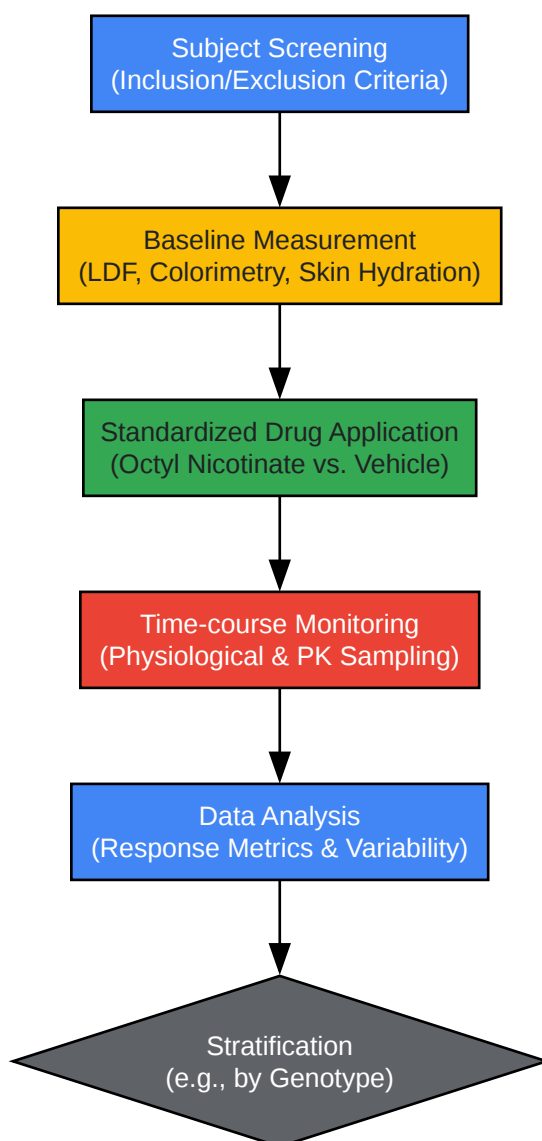 Subject Screening
(Inclusion/Exclusion Criteria)
Baseline Measurement
(LDF, Colorimetry, Skin Hydration)
Standardized Drug Application
(Octyl Nicotinate vs. Vehicle)
Time-course Monitoring
(Physiological & PK Sampling)
Data Analysis
(Response Metrics & Variability)
Stratification
(e.g., by Genotype)